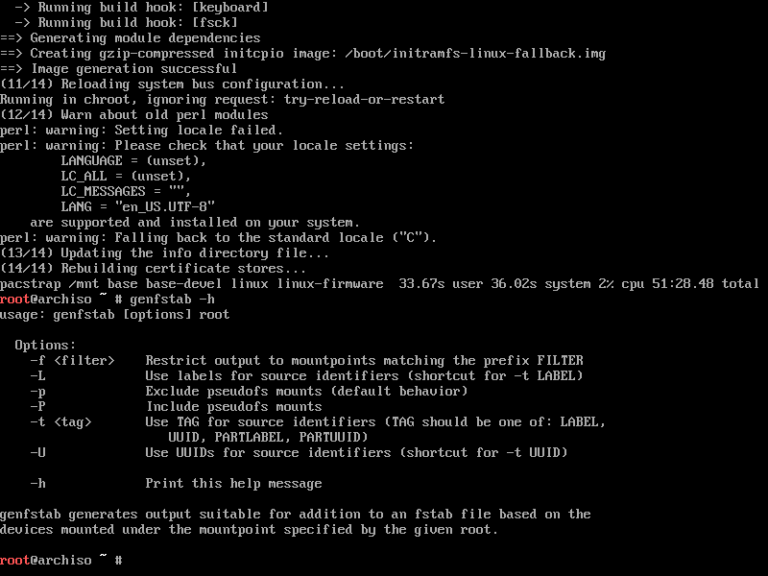 -> Running build hook: [keyboard]
-> Running build hook: [fsck]
==> Generating module dependencies
==> Creating gzip-compressed initcpio image: /boot/initramfs-linux-fallback.img
==> Image generation successful
(11/14) Reloading system bus configuration...
Running in chroot, ignoring request: try-reload-or-restart
(12/14) Warn about old perl modules
perl: warning: Setting locale failed.
perl: warning: Please check that your locale settings:
LANGUAGE = (unset),
LC_ALL = (unset),
LC_MESSAGES = "",
LANG = "en_US.UTF-8"
are supported and installed on your system.
perl: warning: Falling back to the standard locale ("C").
(13/14) Updating the info directory file...
(14/14) Rebuilding certificate stores...
pacstrap /mnt base base-devel linux linux-firmware  33.67s user 36.02s system 2% cpu 51:28.48 total
root@archiso ~ # genfstab -h
usage: genfstab [options] root
Options:
-f <filter>    Restrict output to mountpoints matching the prefix FILTER
-L             Use labels for source identifiers (shortcut for -t LABEL)
-p             Exclude pseudofs mounts (default behavior)
-P             Include pseudofs mounts
-t <tag>       Use TAG for source identifiers (TAG should be one of: LABEL,
UUID, PARTLABEL, PARTUUID)
-U             Use UUIDs for source identifiers (shortcut for -t UUID)
-h             Print this help message
genfstab generates output suitable for addition to an fstab file based on the
devices mounted under the mountpoint specified by the given root.
root@archiso ~ #